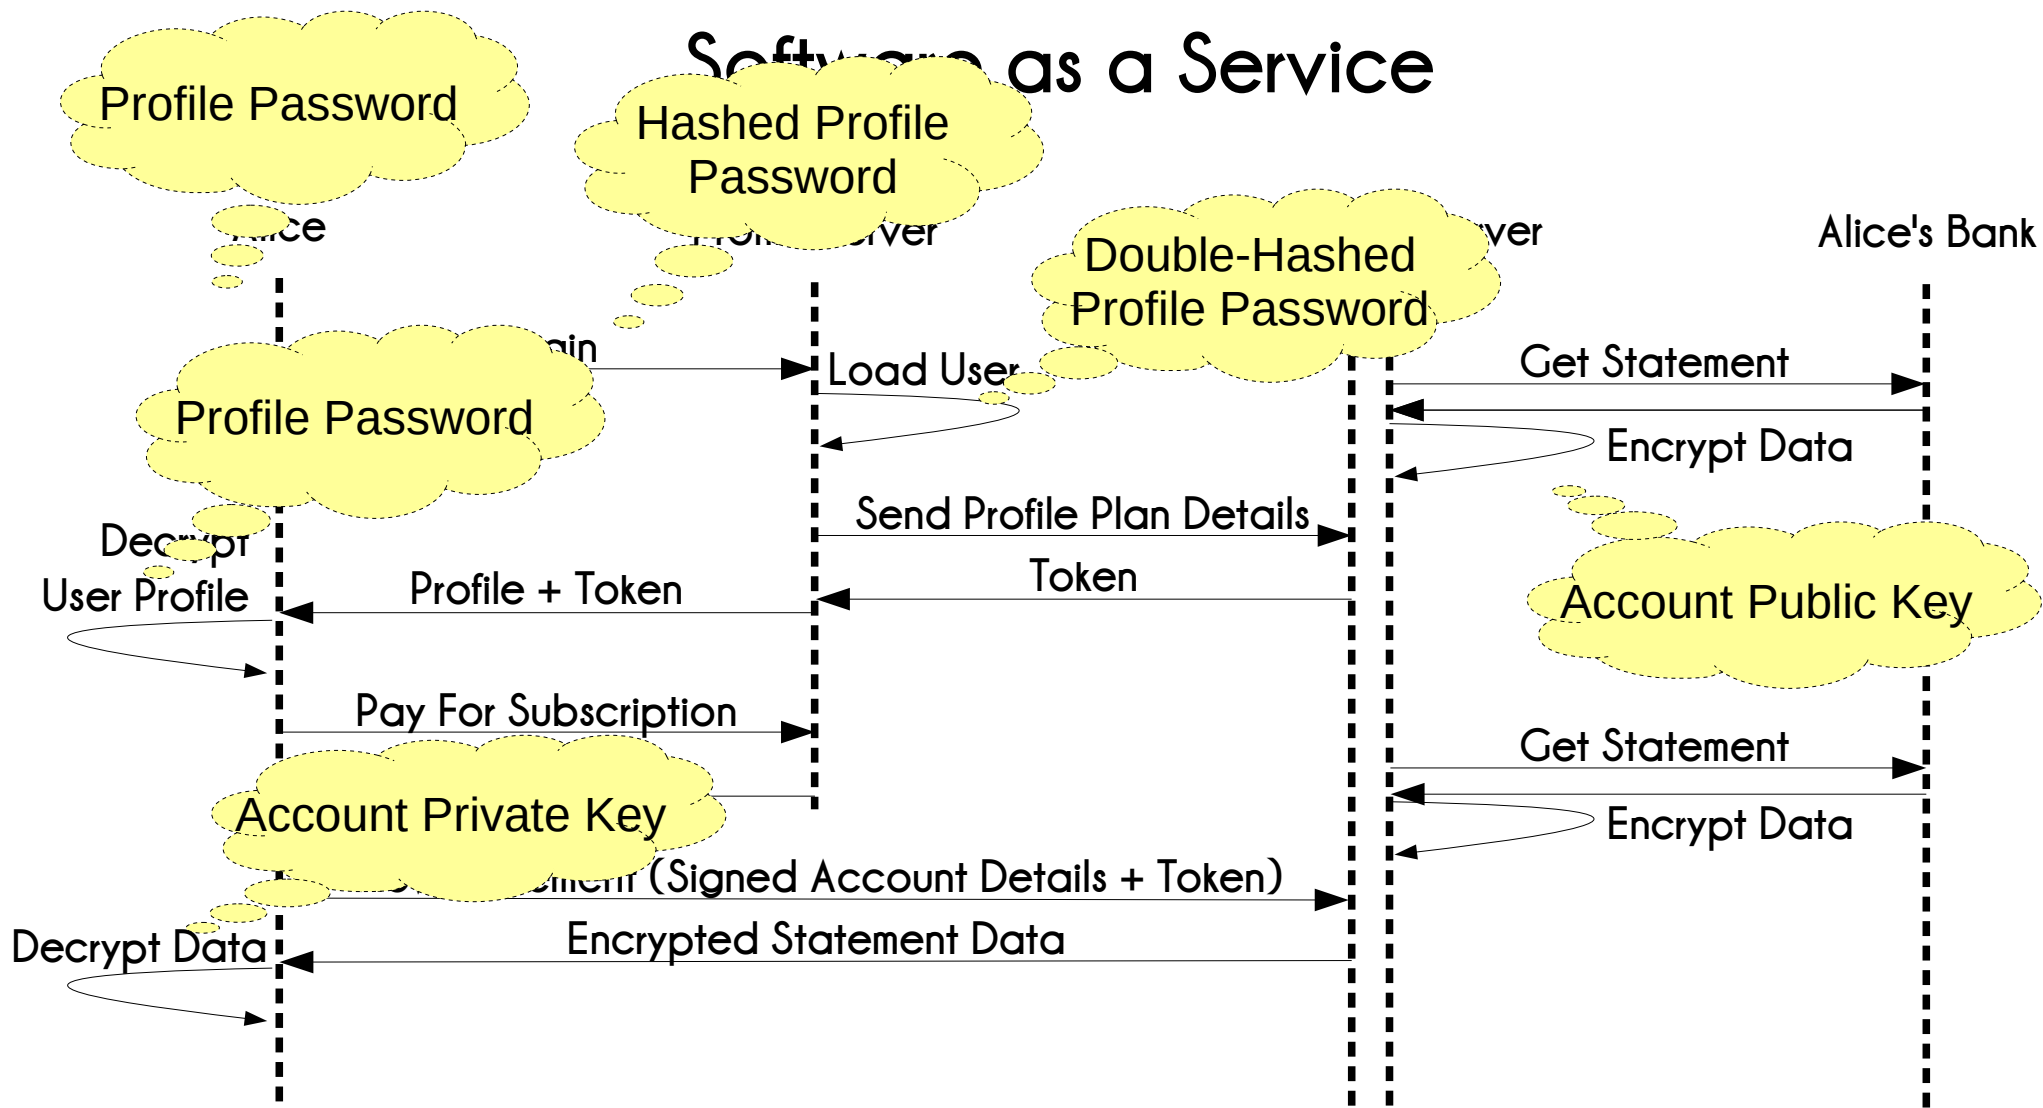 Software as a Service
Profile Password
Hashed Profile
Password
Double-Hashed
Profile Password
Alice
Alice's Bank
Load User
Get Statement
Profile Password
Encrypt Data
Send Profile Plan Details
Decrypt
User Profile
Profile + Token
Token
Account Public Key
Pay For Subscription
Get Statement
Account Private Key
Encrypt Data
(Signed Account Details + Token)
Decrypt Data
Encrypted Statement Data